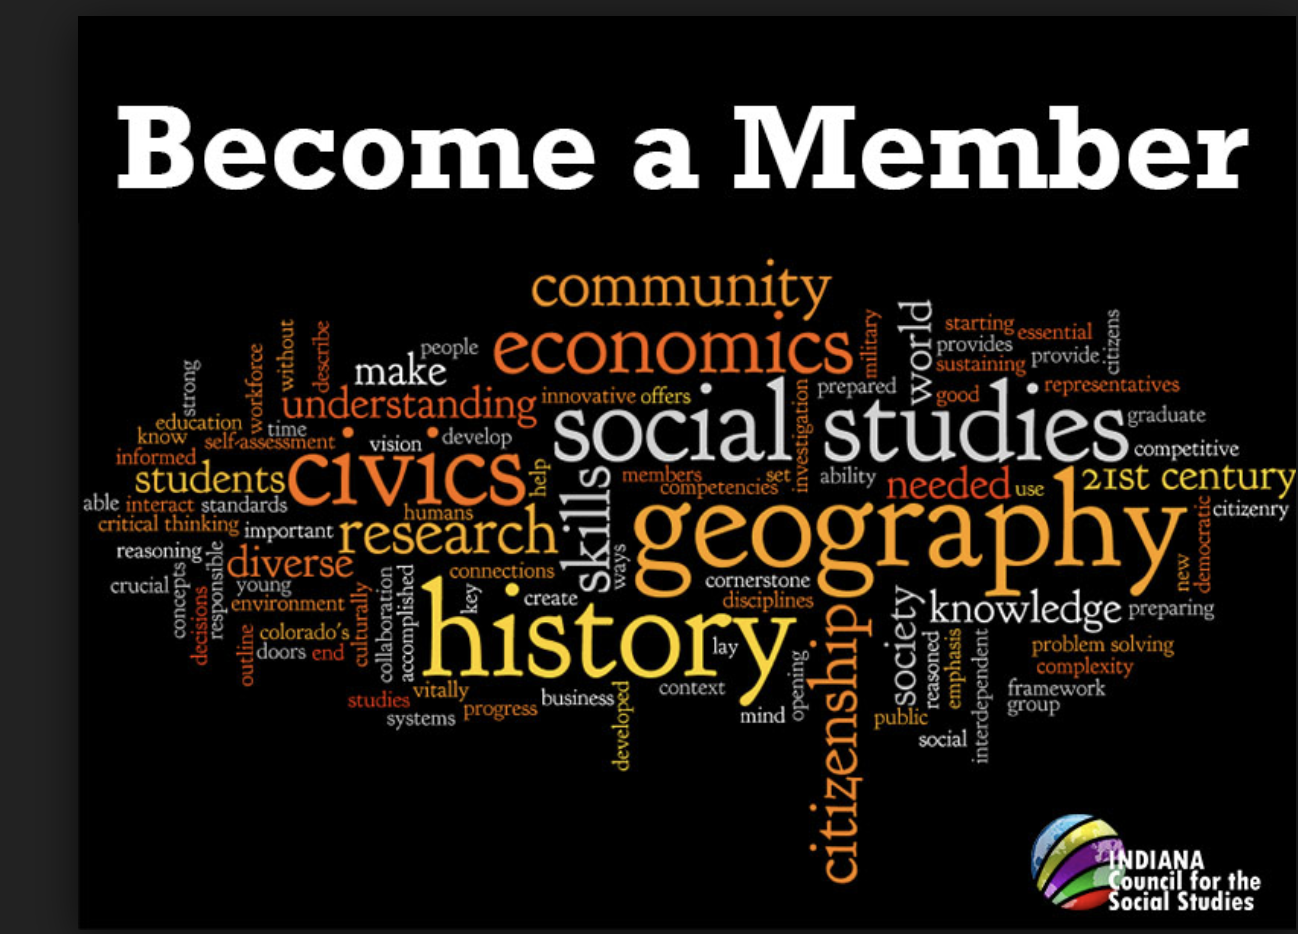 Become a Member
community
economics
military
world
starting
essential
citizens
provides
provide
sustaining
people
make
without
describe
workforce
strong
understanding
innovative
offers
investigation
prepared
good
representatives
social studies
graduate
education
time
know
self-assessment
vision
develop
competitive
informed
civics
help
members
set
ability
needed
use
21st century
students
competencies
able
interact
standards
humans
skills
geography
democratic
citizenry
critical thinking
important
research
reasoning
responsible
diverse
ways
cornerstone
new
crucial
concepts
young
connections
decisions
environment
culturally
collaboration
accomplished
key
create
disciplines
history
society
knowledge
preparing
outline
colorado's
doors
end
lay
citizenship
reasoned
emphasis
interdependent
problem solving
complexity
studies
vitally
business
context
opening
framework
group
systems
progress
developed
mind
public
social
INDIANA
Council for the
Social Studies